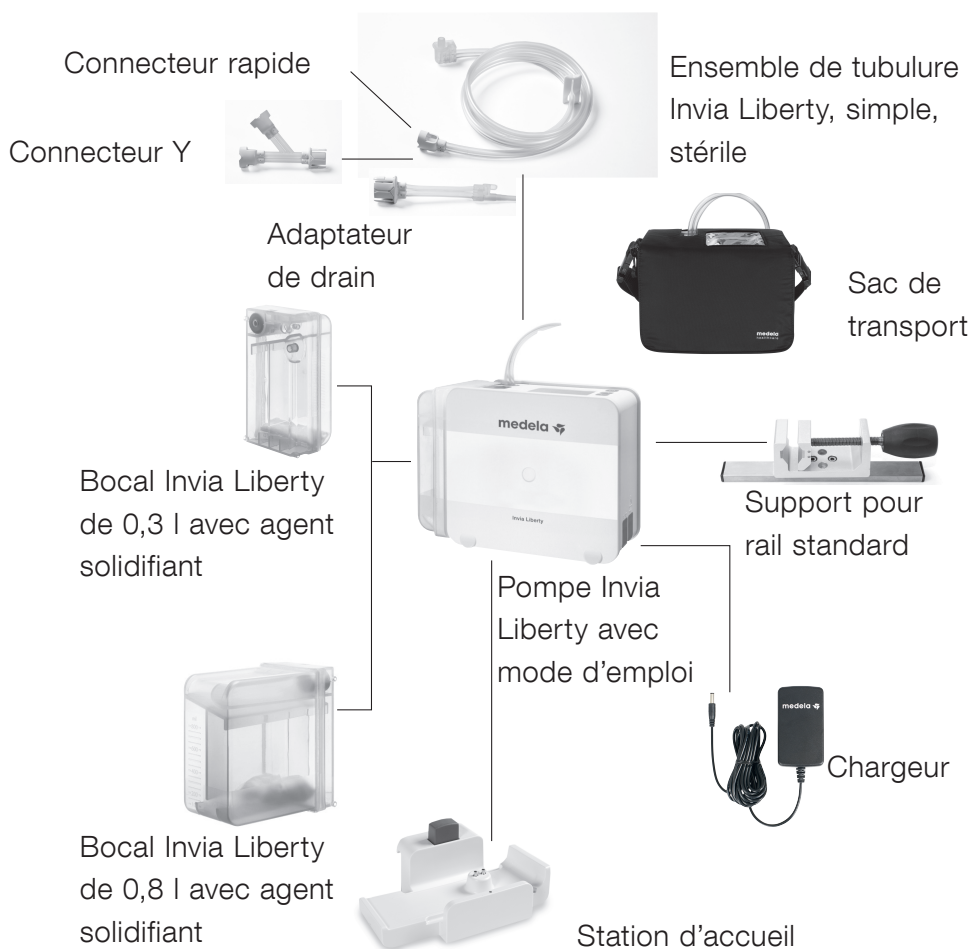 Connecteur rapide
Connecteur Y
Ensemble de tubulure
Invia Liberty, simple,
stérile
Adaptateur
de drain
Sac de
transport
medela
medela
Invia Liberty
Bocal Invia Liberty
de 0,3 l avec agent
solidifiant
Support pour
rail standard
Pompe Invia
Liberty avec
mode d'emploi
medela
Chargeur
Bocal Invia Liberty
de 0,8 l avec agent
solidifiant
Station d'accueil